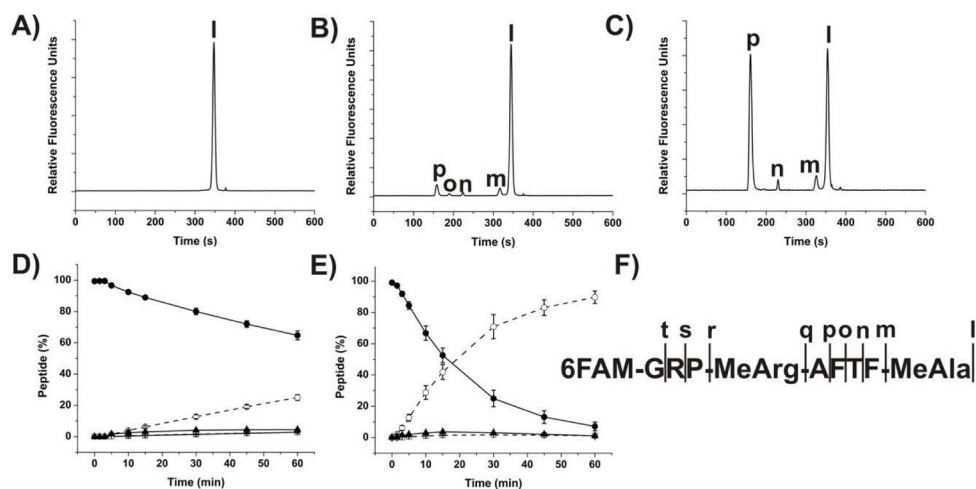 A)
Relative Fluorescence Units
l
0 100 200 300 400 500 600
Time (s)
B)
Relative Fluorescence Units
l
p o n m
0 100 200 300 400 500 600
Time (s)
C)
Relative Fluorescence Units
p l
n m
0 100 200 300 400 500 600
Time (s)
D)
Peptide (%)
100
80
60
40
20
0
0 10 20 30 40 50 60
Time (min)
E)
Peptide (%)
100
80
60
40
20
0
0 10 20 30 40 50 60
Time (min)
F)
t s r q p o n m l
6FAM-GRP-MeArg-AFTF-MeAla